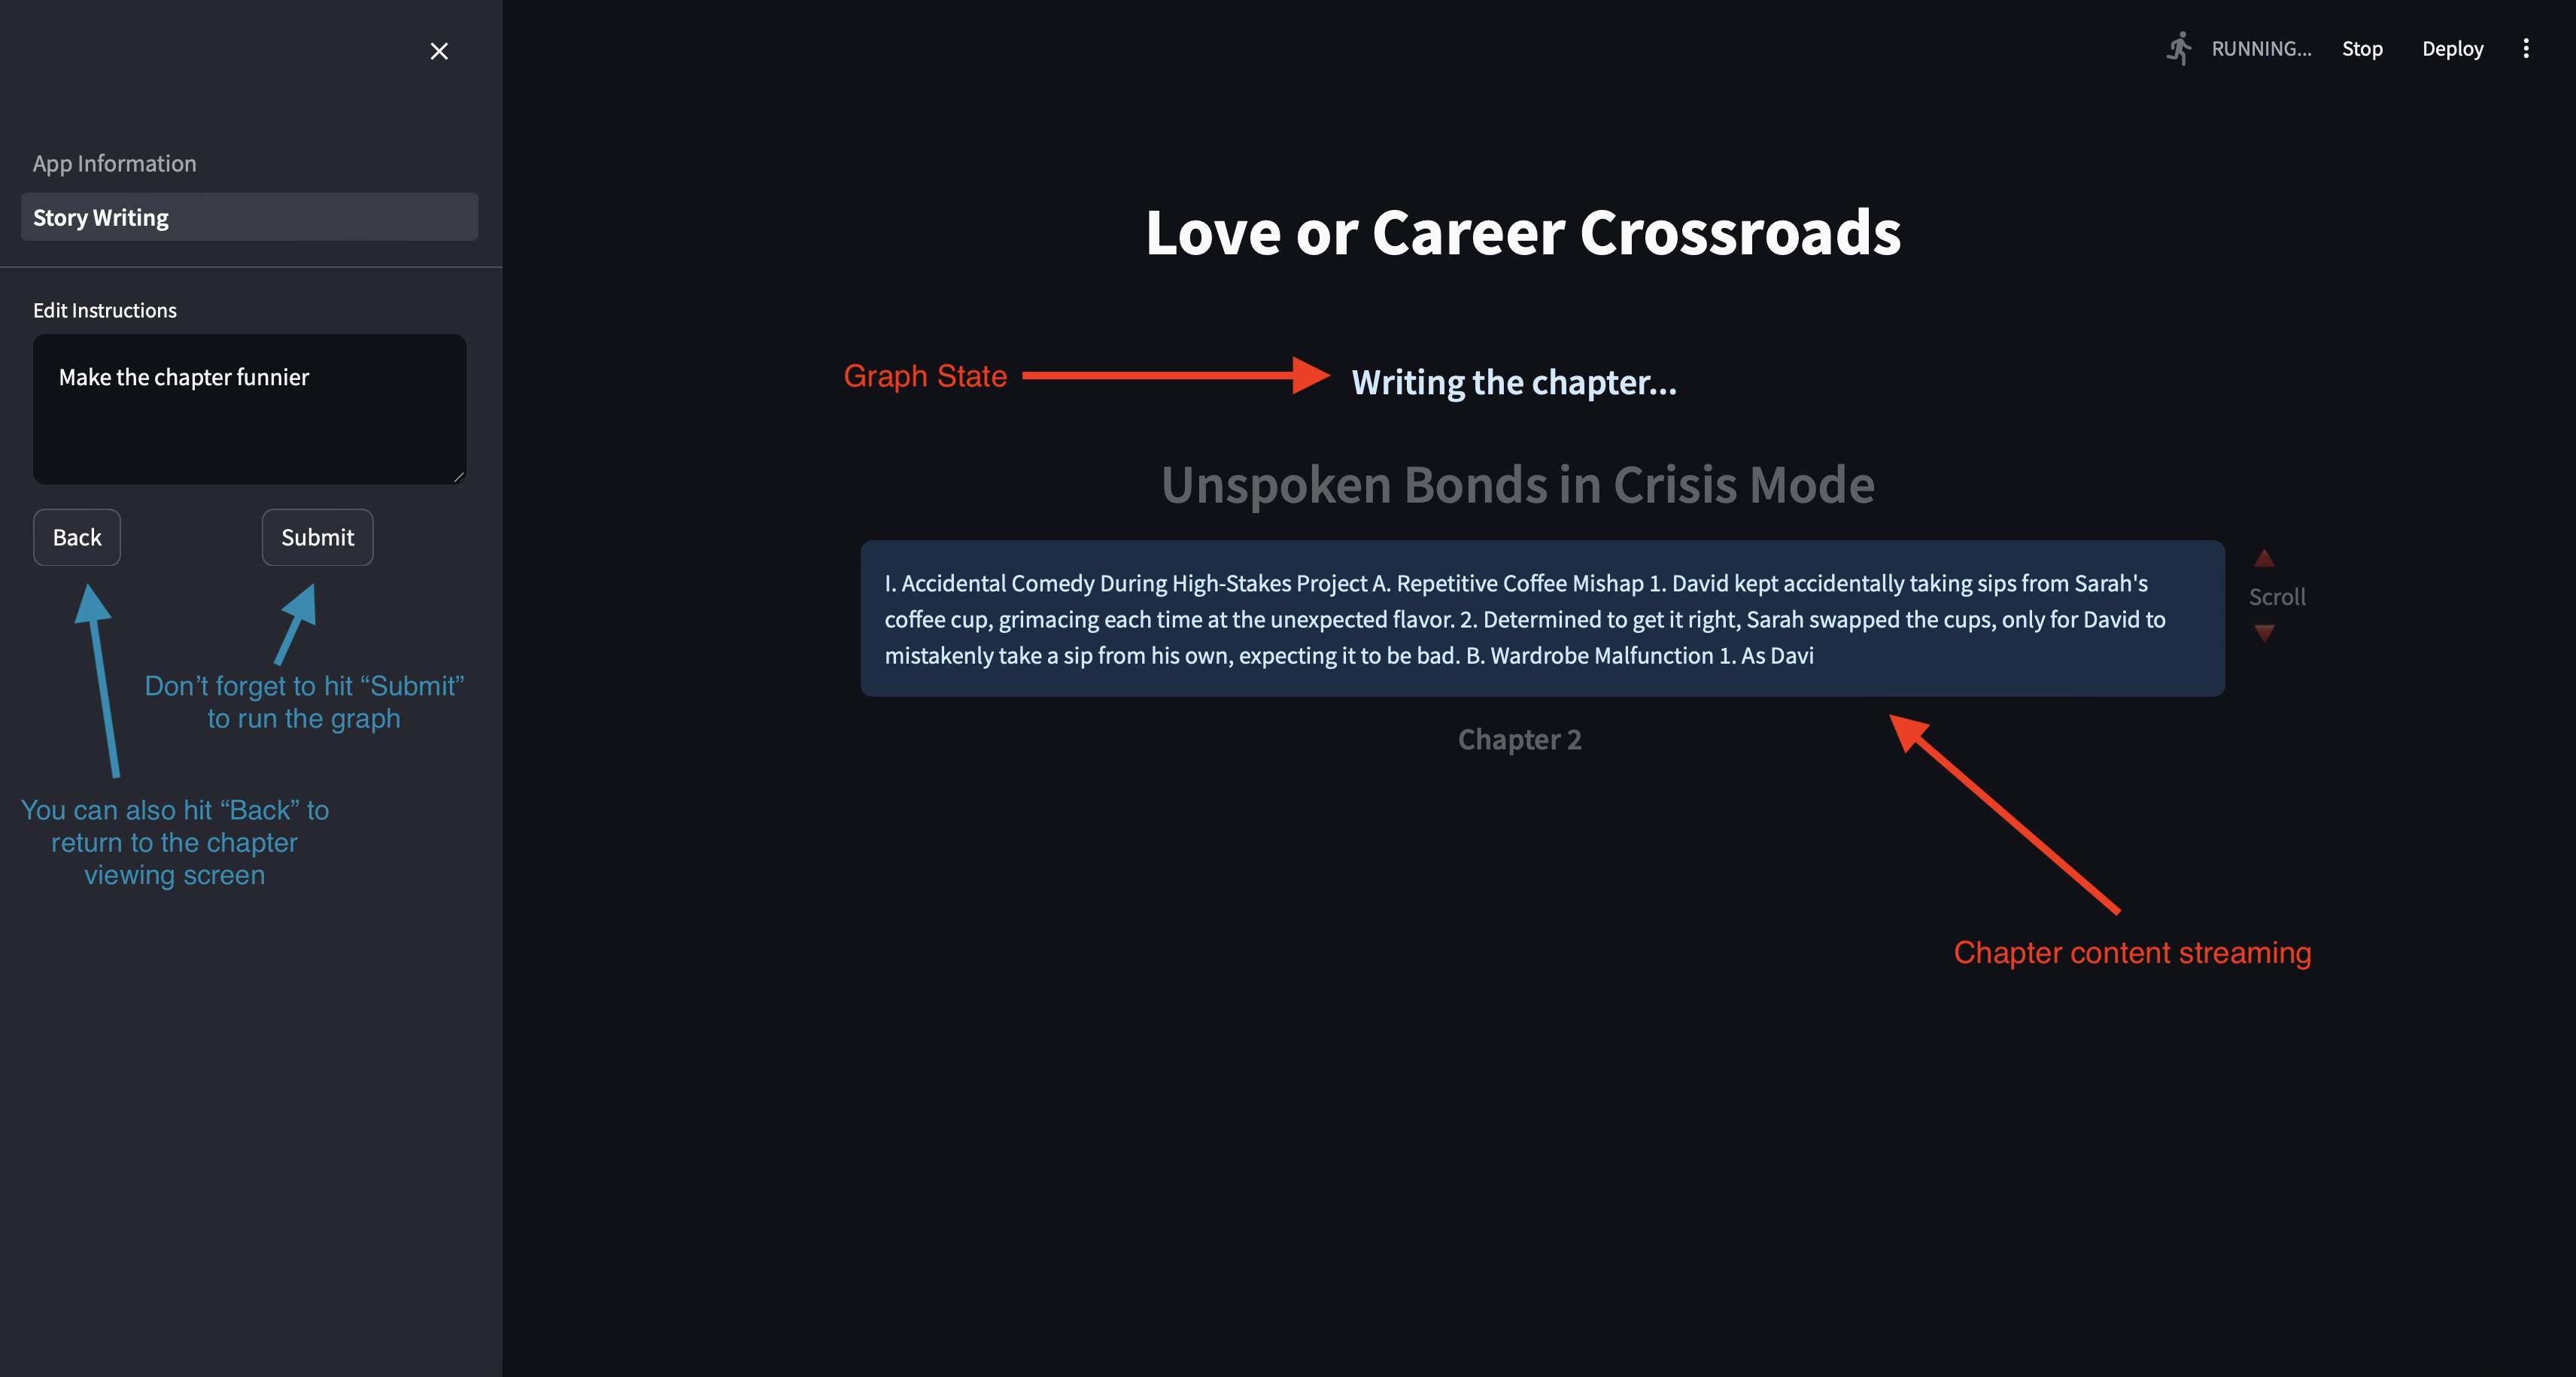 RUNNING...
Stop
Deploy
App Information
Story Writing
Edit Instructions
Make the chapter funnier
Back
Submit
Don’t forget to hit “Submit”
to run the graph
You can also hit “Back” to
return to the chapter
viewing screen
Love or Career Crossroads
Graph State
Writing the chapter...
Unspoken Bonds in Crisis Mode
I. Accidental Comedy During High-Stakes Project A. Repetitive Coffee Mishap 1. David kept accidentally taking sips from Sarah's
coffee cup, grimacing each time at the unexpected flavor. 2. Determined to get it right, Sarah swapped the cups, only for David to
mistakenly take a sip from his own, expecting it to be bad. B. Wardrobe Malfunction 1. As Davi
Scroll
Chapter 2
Chapter content streaming